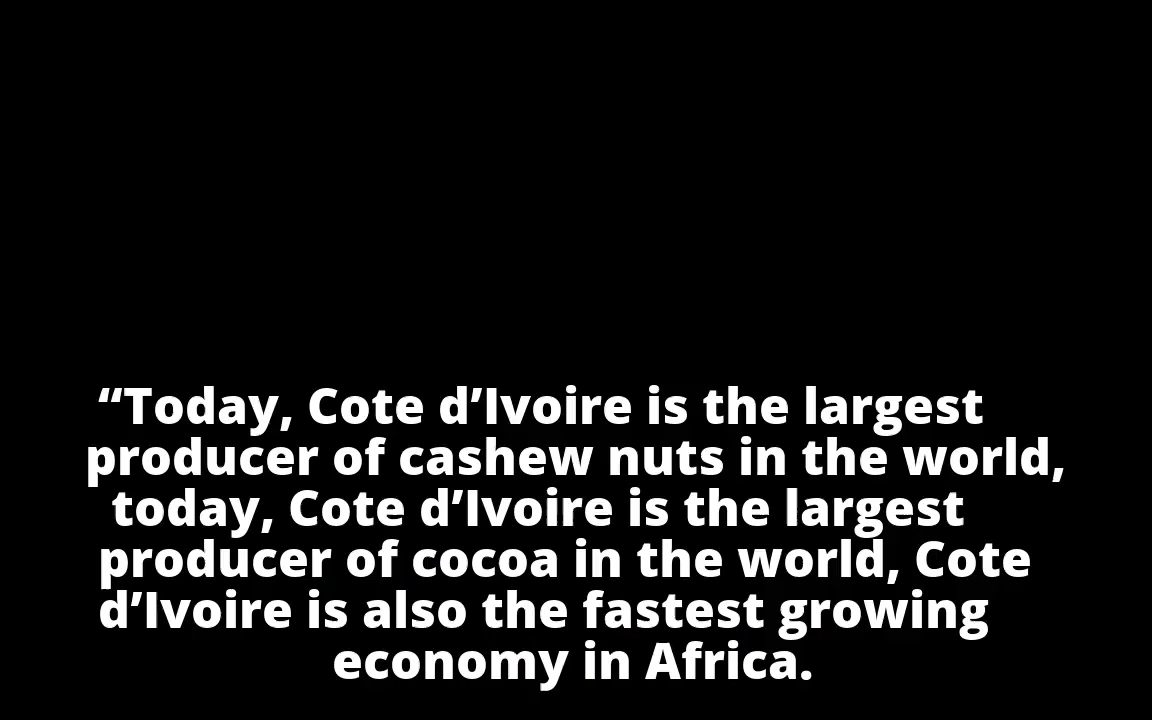 “Today, Cote d’Ivoire is the largest
producer of cashew nuts in the world,
today, Cote d’Ivoire is the largest
producer of cocoa in the world, Cote
d’Ivoire is also the fastest growing
economy in Africa.